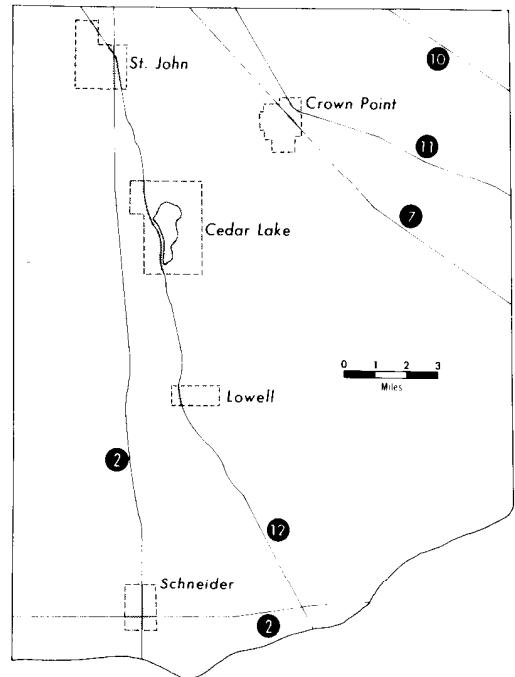 St. John
10
Crown Point
11
7
Cedar Lake
0 1 2 3
Miles
Lowell
2
12
Schneider
2